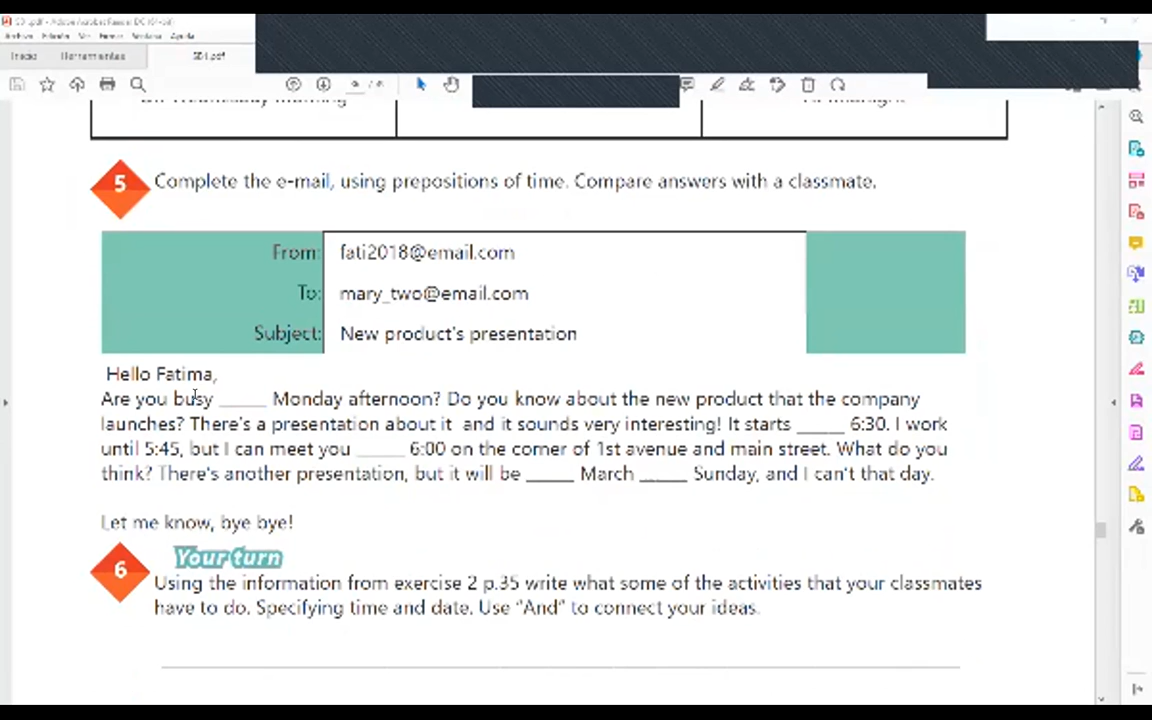 Inicio Herramientas
on Wednesday morning
5 Complete the e-mail, using prepositions of time. Compare answers with a classmate.
From: fati2018@email.com
To: mary_two@email.com
Subject: New product's presentation
Hello Fatima,
Are you busy _____ Monday afternoon? Do you know about the new product that the company
launches? There's a presentation about it and it sounds very interesting! It starts _____ 6:30. I work
until 5:45, but I can meet you _____ 6:00 on the corner of 1st avenue and main street. What do you
think? There's another presentation, but it will be _____ March _____ Sunday, and I can't that day.
Let me know, bye bye!
Your turn
6 Using the information from exercise 2 p.35 write what some of the activities that your classmates
have to do. Specifying time and date. Use “And” to connect your ideas.